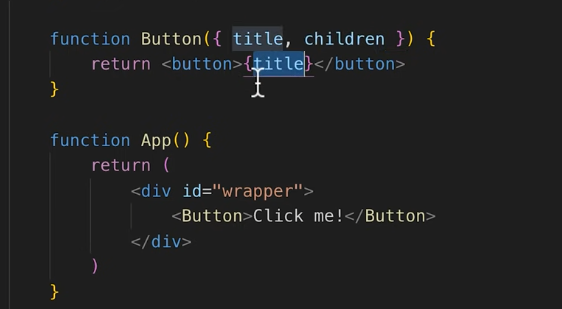 function Button({ title, children }) {
return <button>{title}</button>
}
function App() {
return (
<div id="wrapper">
<Button>Click me!</Button>
</div>
)
}